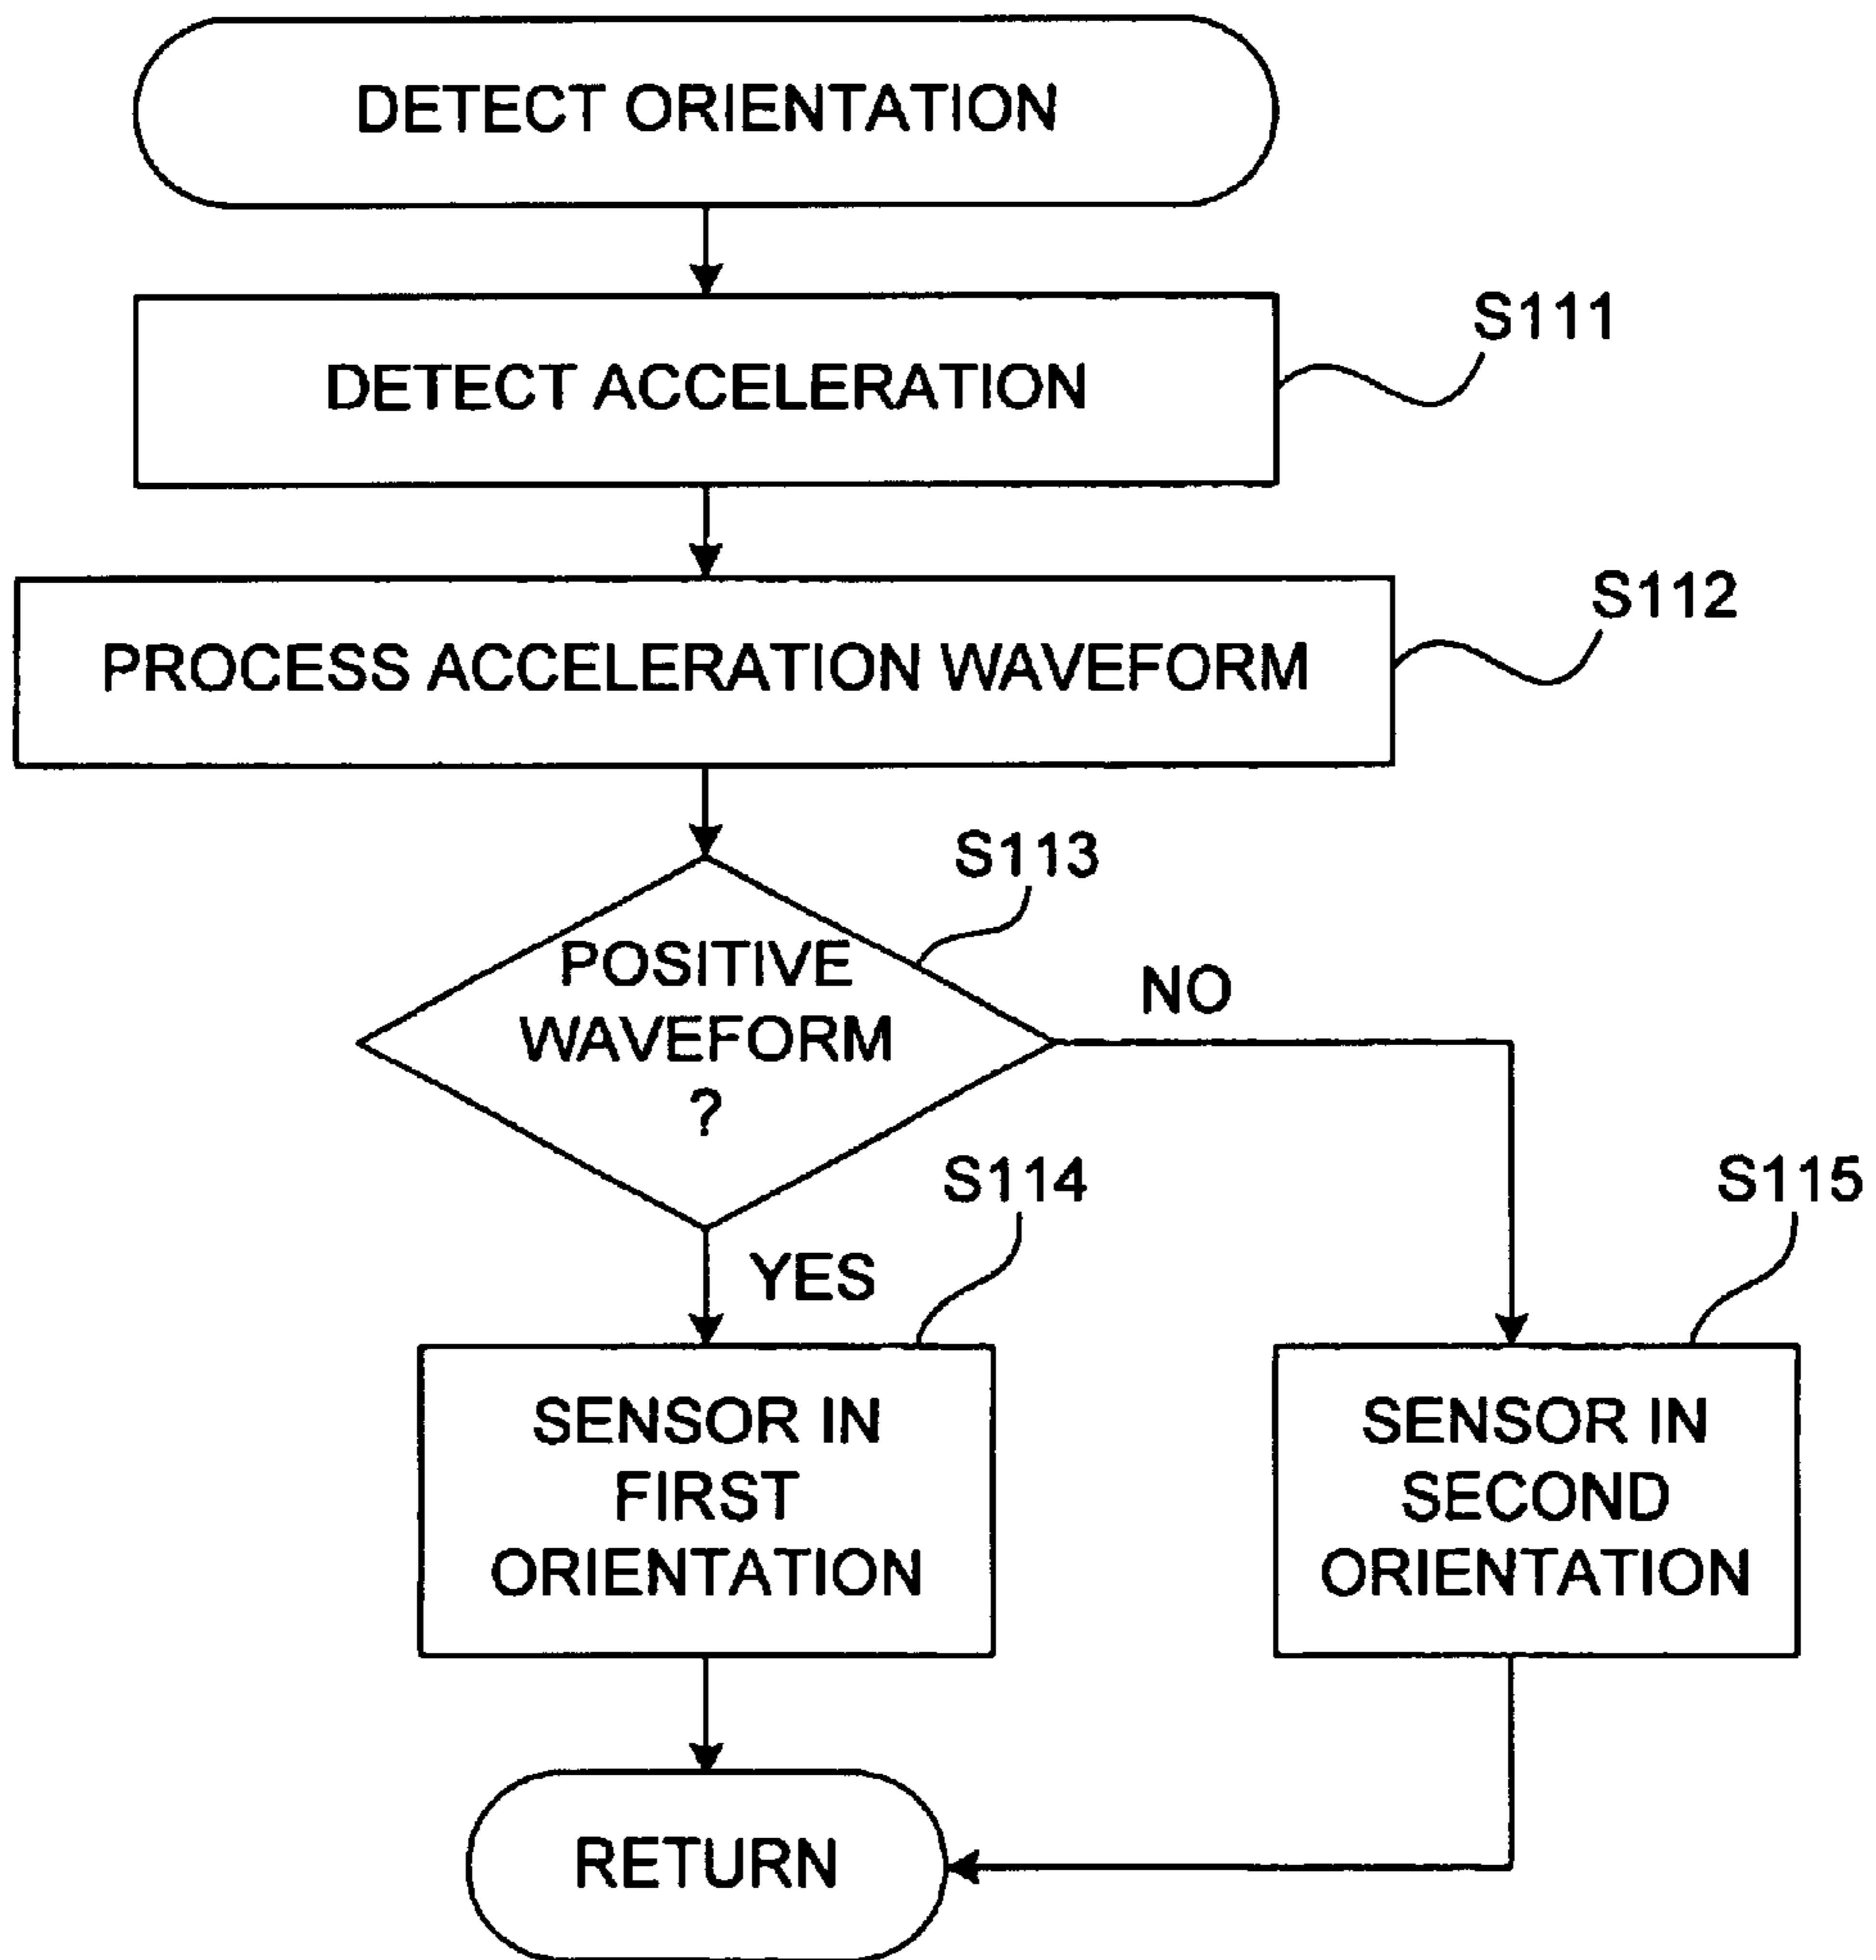 DETECT ORIENTATION
S111
DETECT ACCELERATION
S112
PROCESS ACCELERATION WAVEFORM
S113
POSITIVE
WAVEFORM
?
NO
YES
S114
S115
SENSOR IN
FIRST
ORIENTATION
SENSOR IN
SECOND
ORIENTATION
RETURN